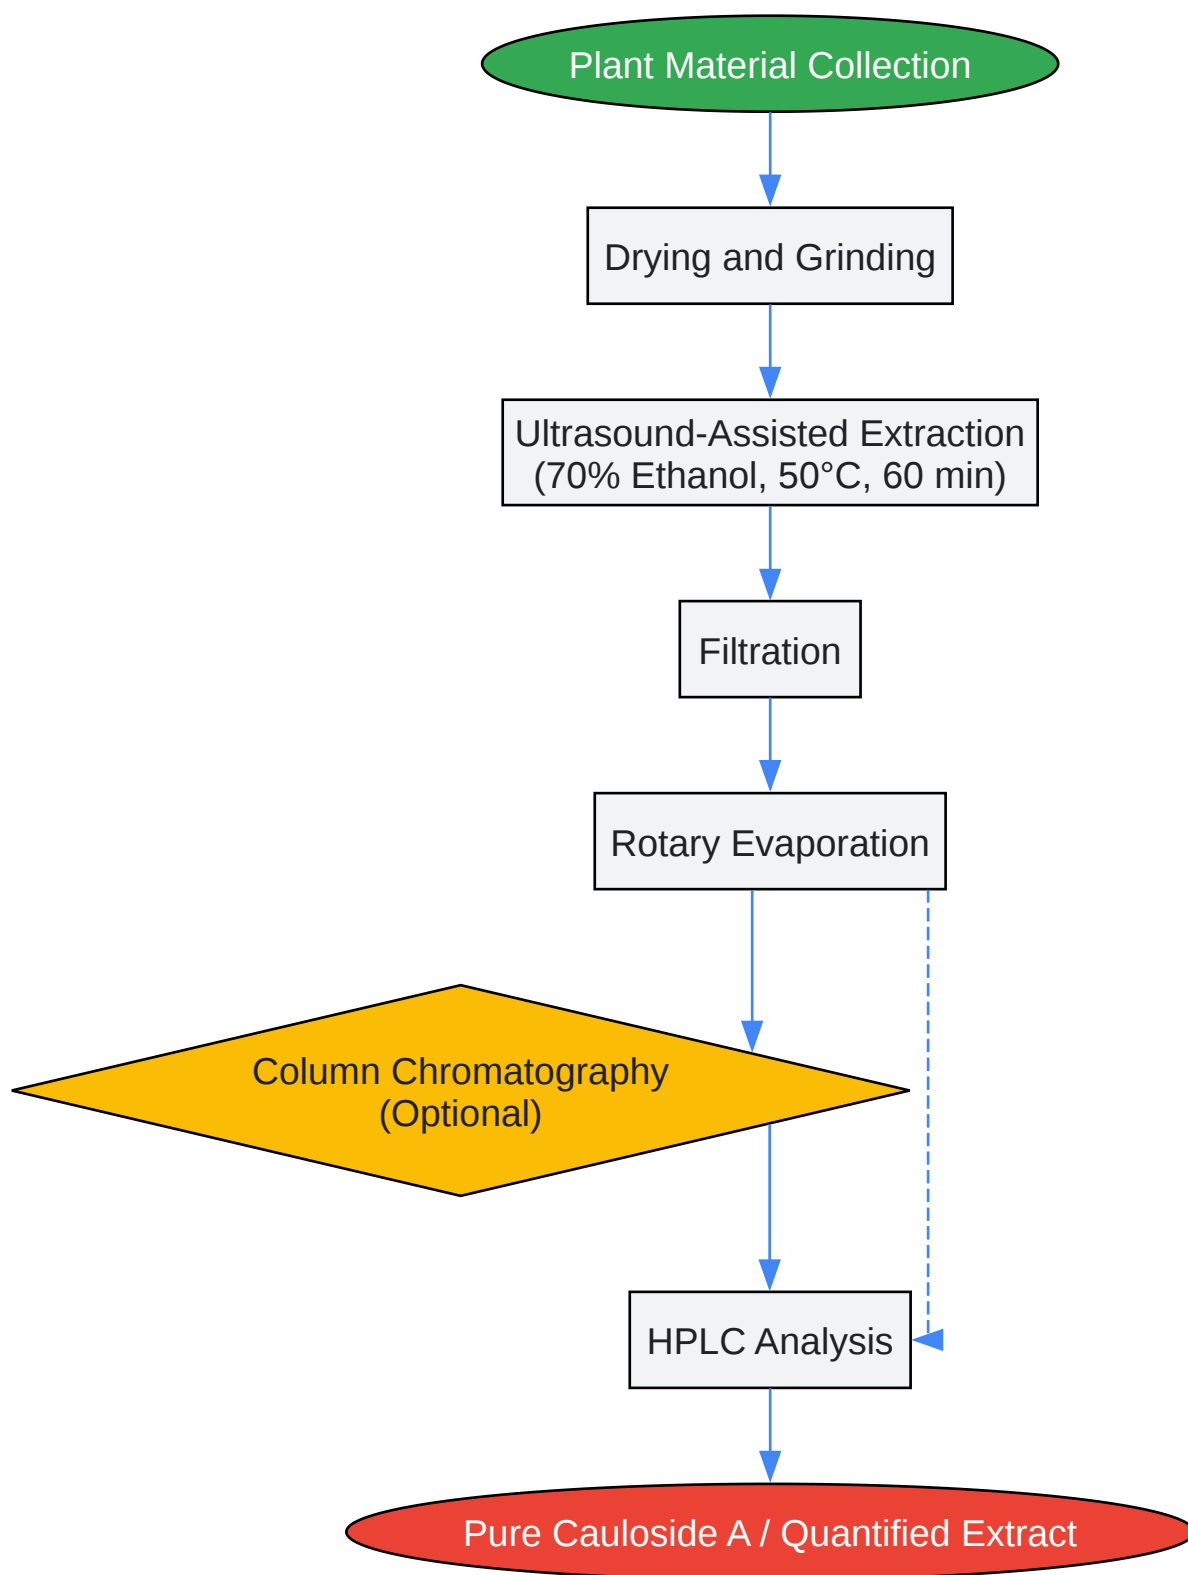 Plant Material Collection
Drying and Grinding
Ultrasound-Assisted Extraction
(70% Ethanol, 50°C, 60 min)
Filtration
Rotary Evaporation
Column Chromatography
(Optional)
HPLC Analysis
Pure Cauloside A / Quantified Extract